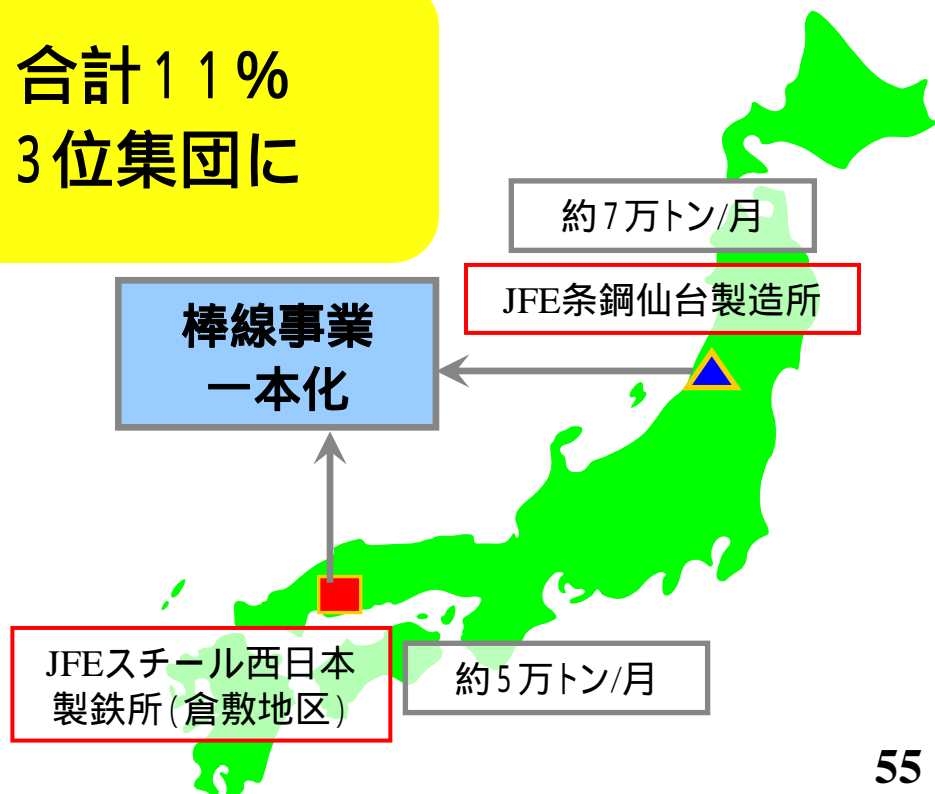 合計11%
3位集団に
約7万トン/月
JFE条鋼仙台製造所
棒線事業
一本化
JFEスチール西日本
製鉄所(倉敷地区)
約5万トン/月
55